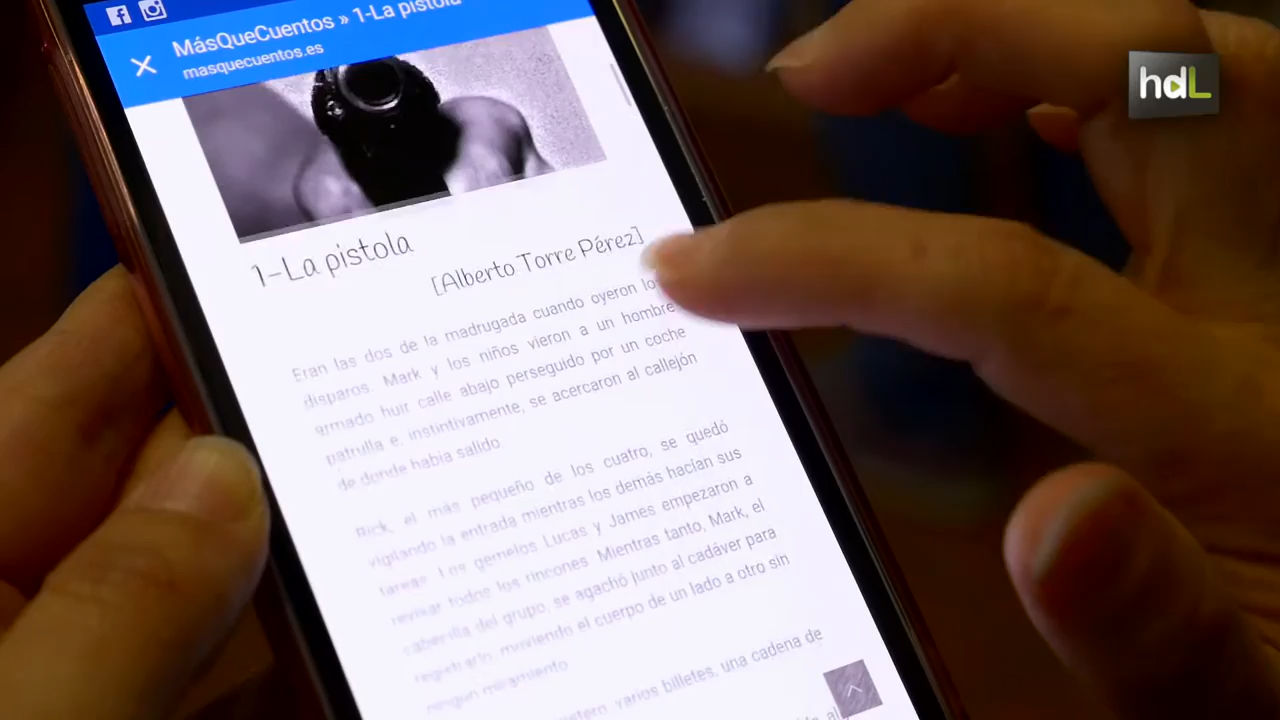 MásQueCuentos » 1-La pistola
masquecuentos.es
hdL
1-La pistola
[Alberto Torre Pérez]
Eran las dos de la madrugada cuando oyeron lo
disparos. Mark y los niños vieron a un hombre
armado huir calle abajo perseguido por un coche
patrulla e, instintivamente, se acercaron al callejón
de donde había salido.
Rick, el más pequeño de los cuatro, se quedó
vigilando la entrada mientras los demás hacían sus
tareas. Los gemelos Lucas y James empezaron a
revisar todos los rincones. Mientras tanto, Mark, el
cabecilla del grupo, se agachó junto al cadáver para
registrarlo, moviendo el cuerpo de un lado a otro sin
ningún miramiento.
varios billetes, una cadena de